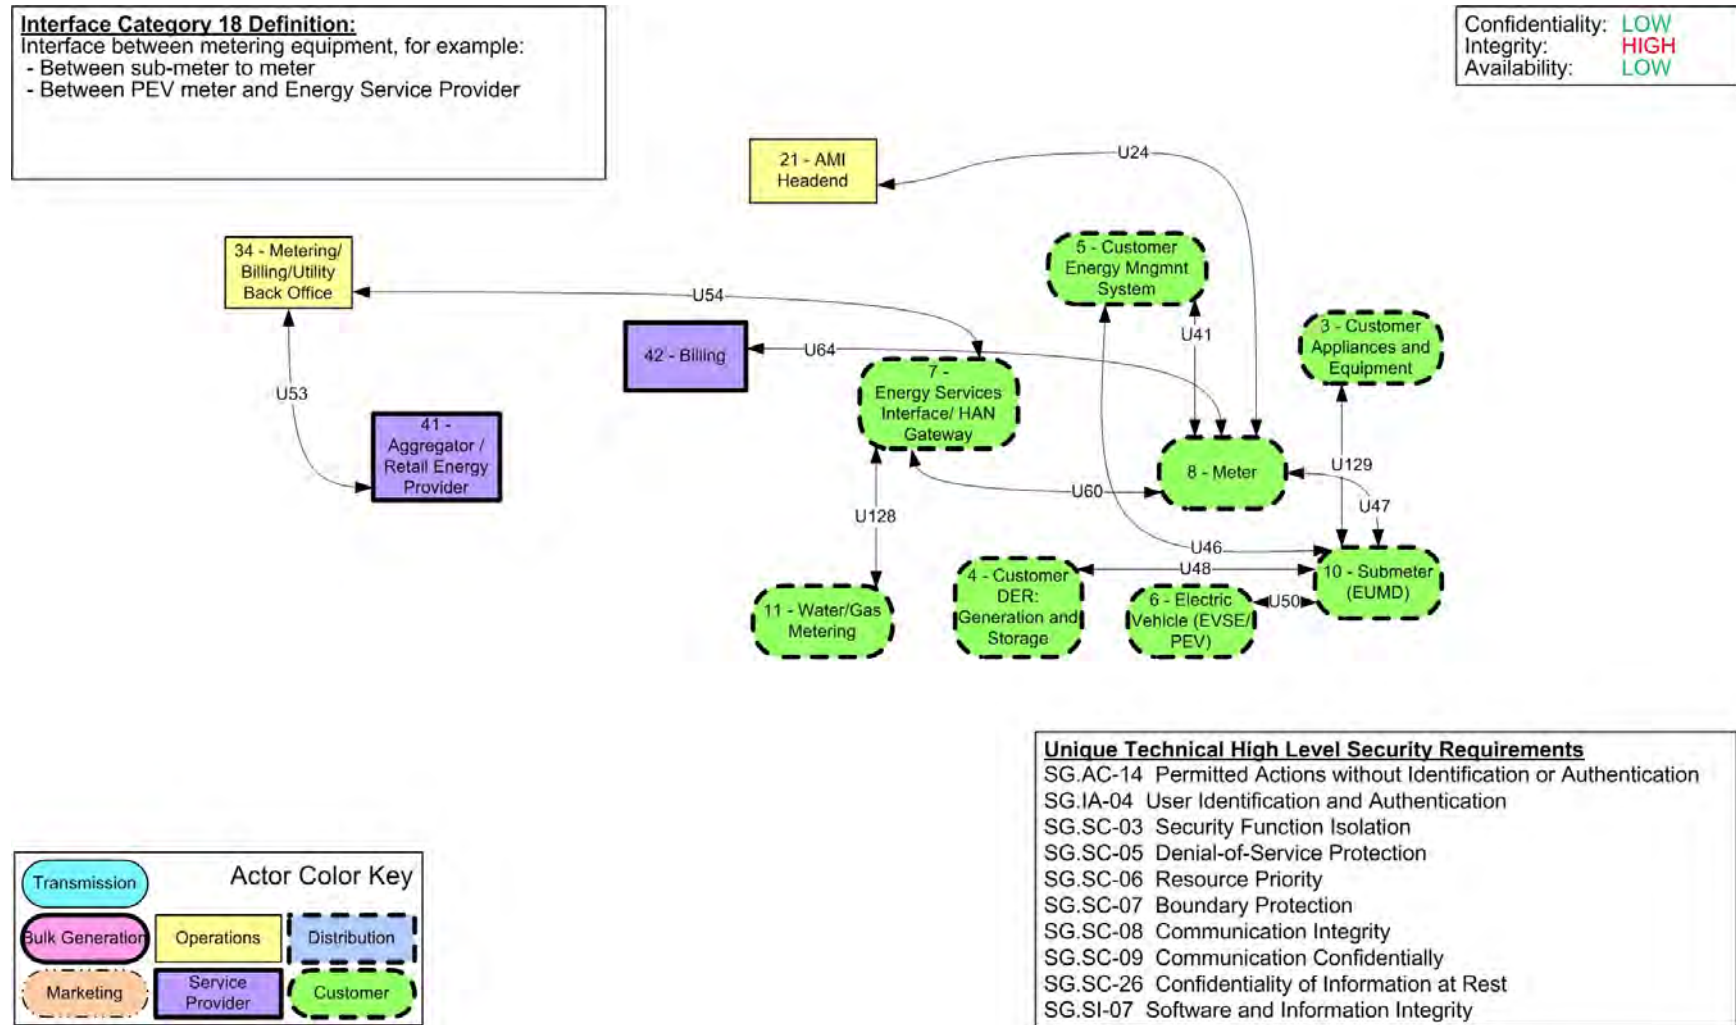 Interface Category 18 Definition:
Interface between metering equipment, for example:
- Between sub-meter to meter
- Between PEV meter and Energy Service Provider
Confidentiality: LOW
Integrity: HIGH
Availability: LOW
21 - AMI
Headend
U24
34 - Metering/
Billing/Utility
Back Office
5 - Customer
Energy Mngmnt
System
U54
U41
3 - Customer
Appliances and
Equipment
42 - Billing
U64
7 -
Energy Services
Interface/ HAN
Gateway
U53
41 -
Aggregator /
Retail Energy
Provider
8 - Meter
U129
U60
U47
U128
U46
U48
10 - Submeter
(EUMD)
4 - Customer
DER:
Generation and
Storage
6 - Electric
Vehicle (EVSE/
PEV)
U50
11 - Water/Gas
Metering
Unique Technical High Level Security Requirements
SG.AC-14 Permitted Actions without Identification or Authentication
SG.IA-04 User Identification and Authentication
SG.SC-03 Security Function Isolation
SG.SC-05 Denial-of-Service Protection
SG.SC-06 Resource Priority
SG.SC-07 Boundary Protection
SG.SC-08 Communication Integrity
SG.SC-09 Communication Confidentially
SG.SC-26 Confidentiality of Information at Rest
SG.SI-07 Software and Information Integrity
Actor Color Key
Transmission
Bulk Generation
Operations
Distribution
Marketing
Service
Provider
Customer